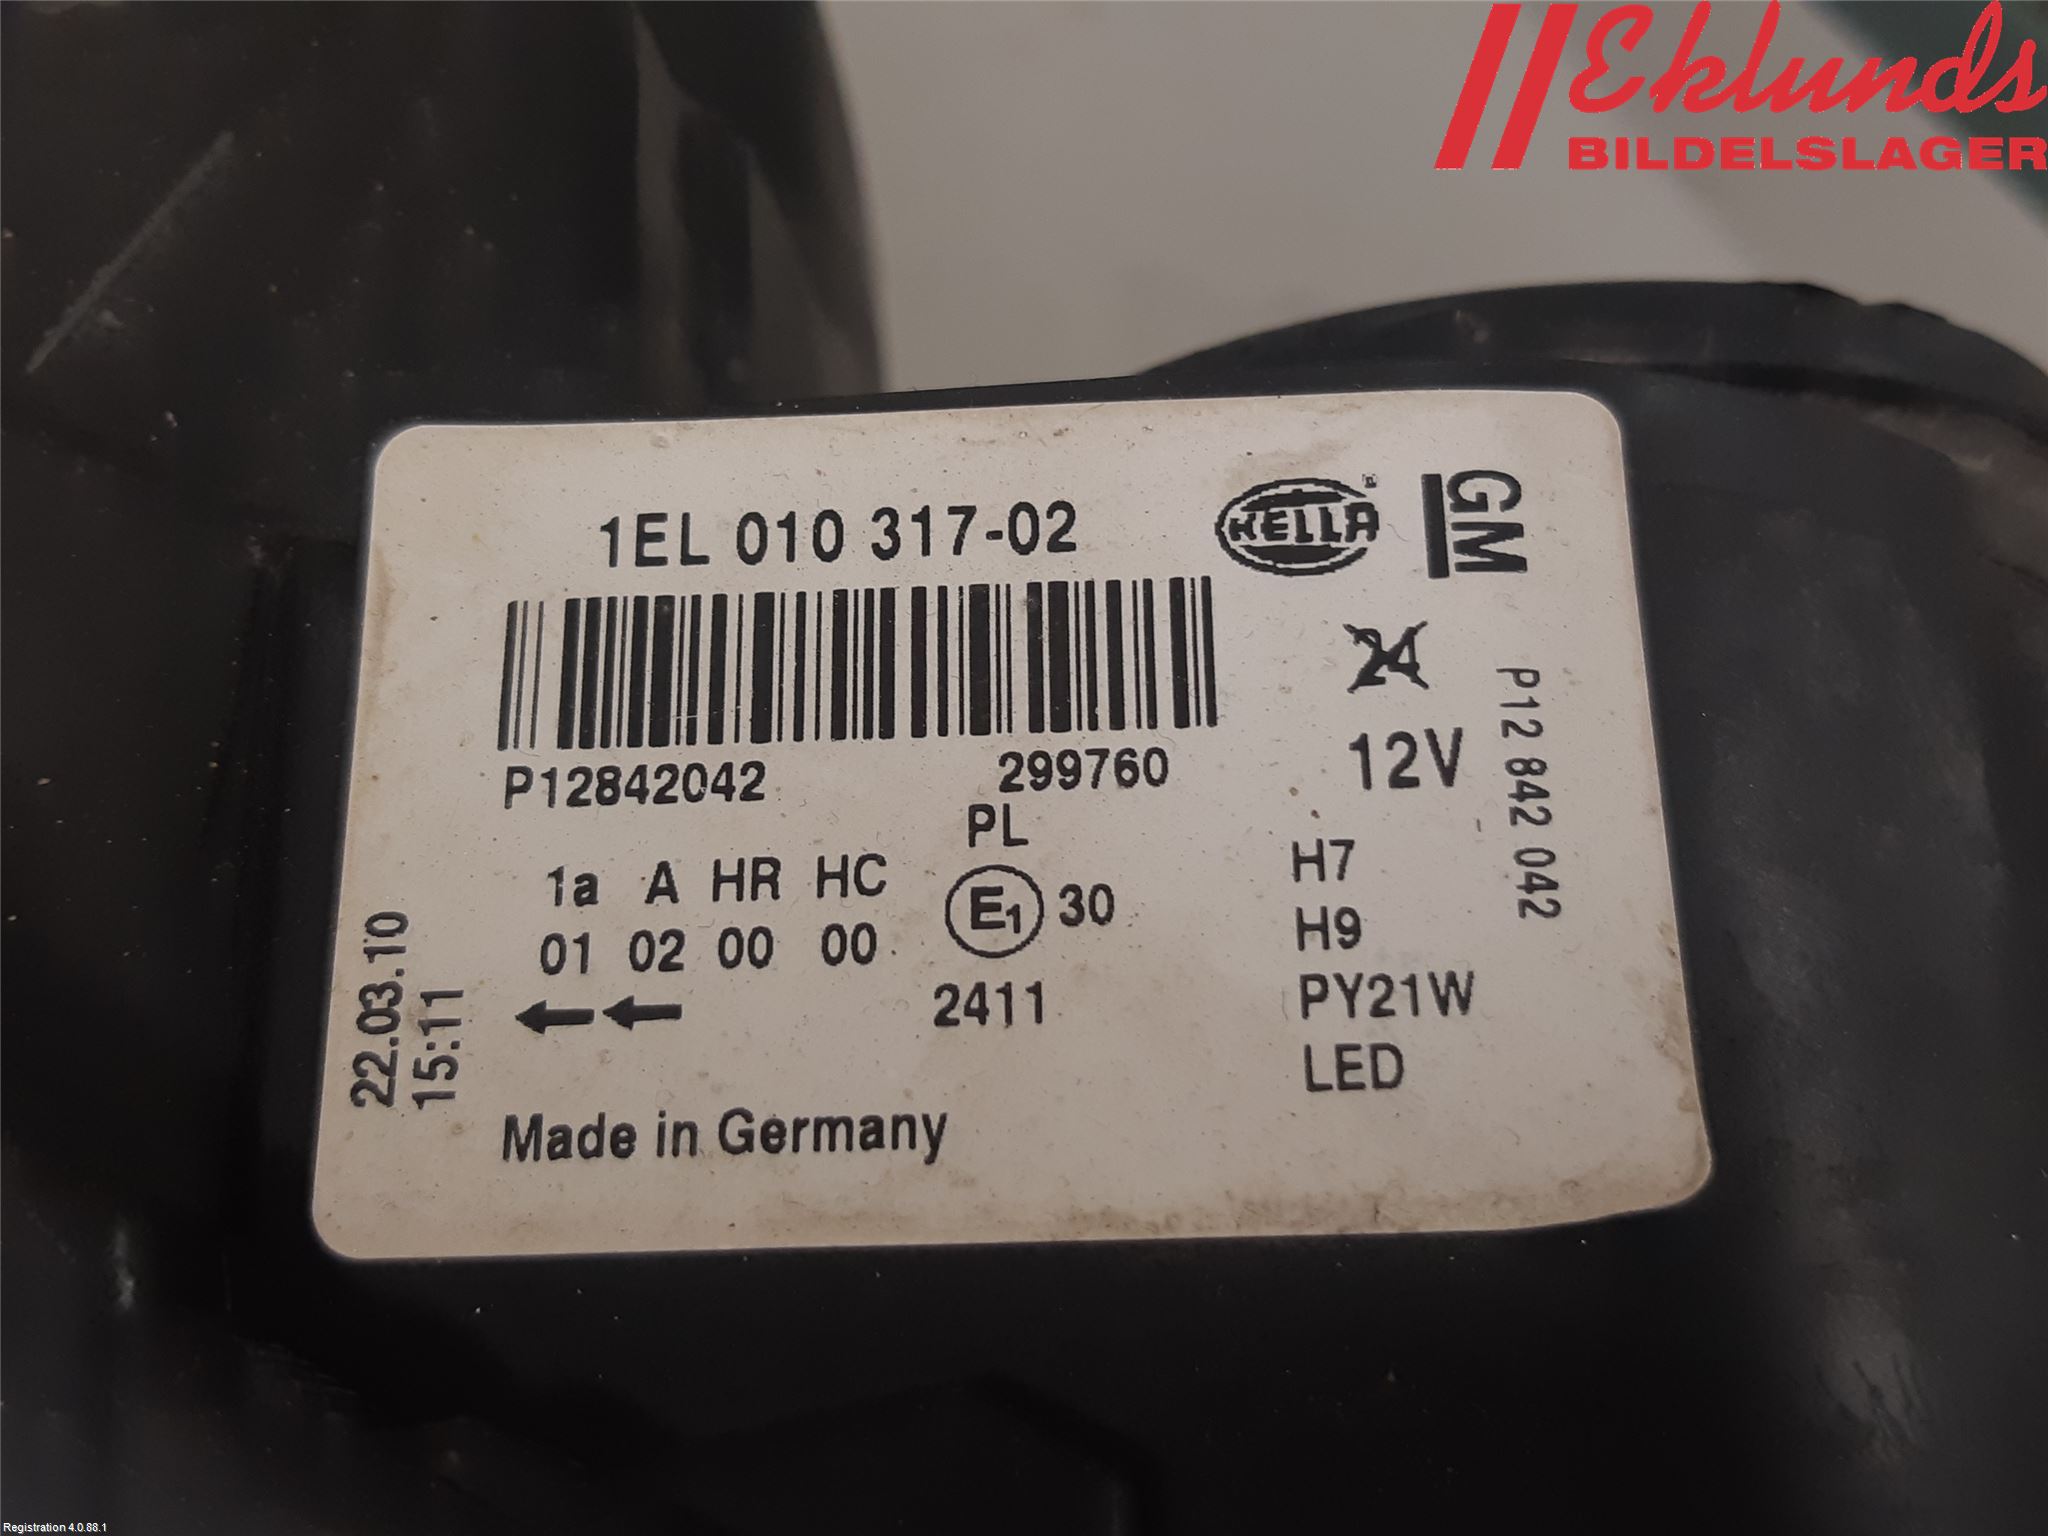 Eklunds
BILDELSLAGER
1EL 010 317-02
HELLA
GM
24
P12842042 299760
12V
P12 842 042
PL
1a A HR HC
E1 30
01 02 00 00
2411
H7
H9
PY21W
LED
22.03.10
15:11
Made in Germany
Registration 4.0.88.1